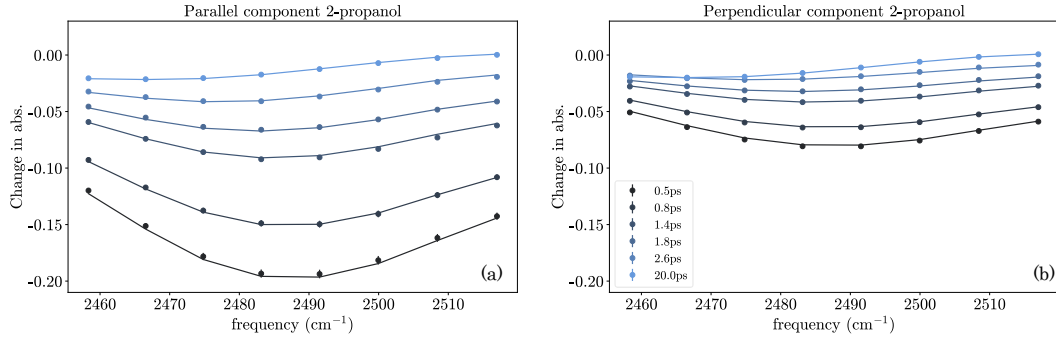 Parallel component 2-propanol
Change in abs.
0.00
-0.05
-0.10
-0.15
-0.20
(a)
2460 2470 2480 2490 2500 2510
frequency (cm⁻¹)
Perpendicular component 2-propanol
Change in abs.
0.00
-0.05
-0.10
-0.15
-0.20
0.5ps
0.8ps
1.4ps
1.8ps
2.6ps
20.0ps
(b)
2460 2470 2480 2490 2500 2510
frequency (cm⁻¹)